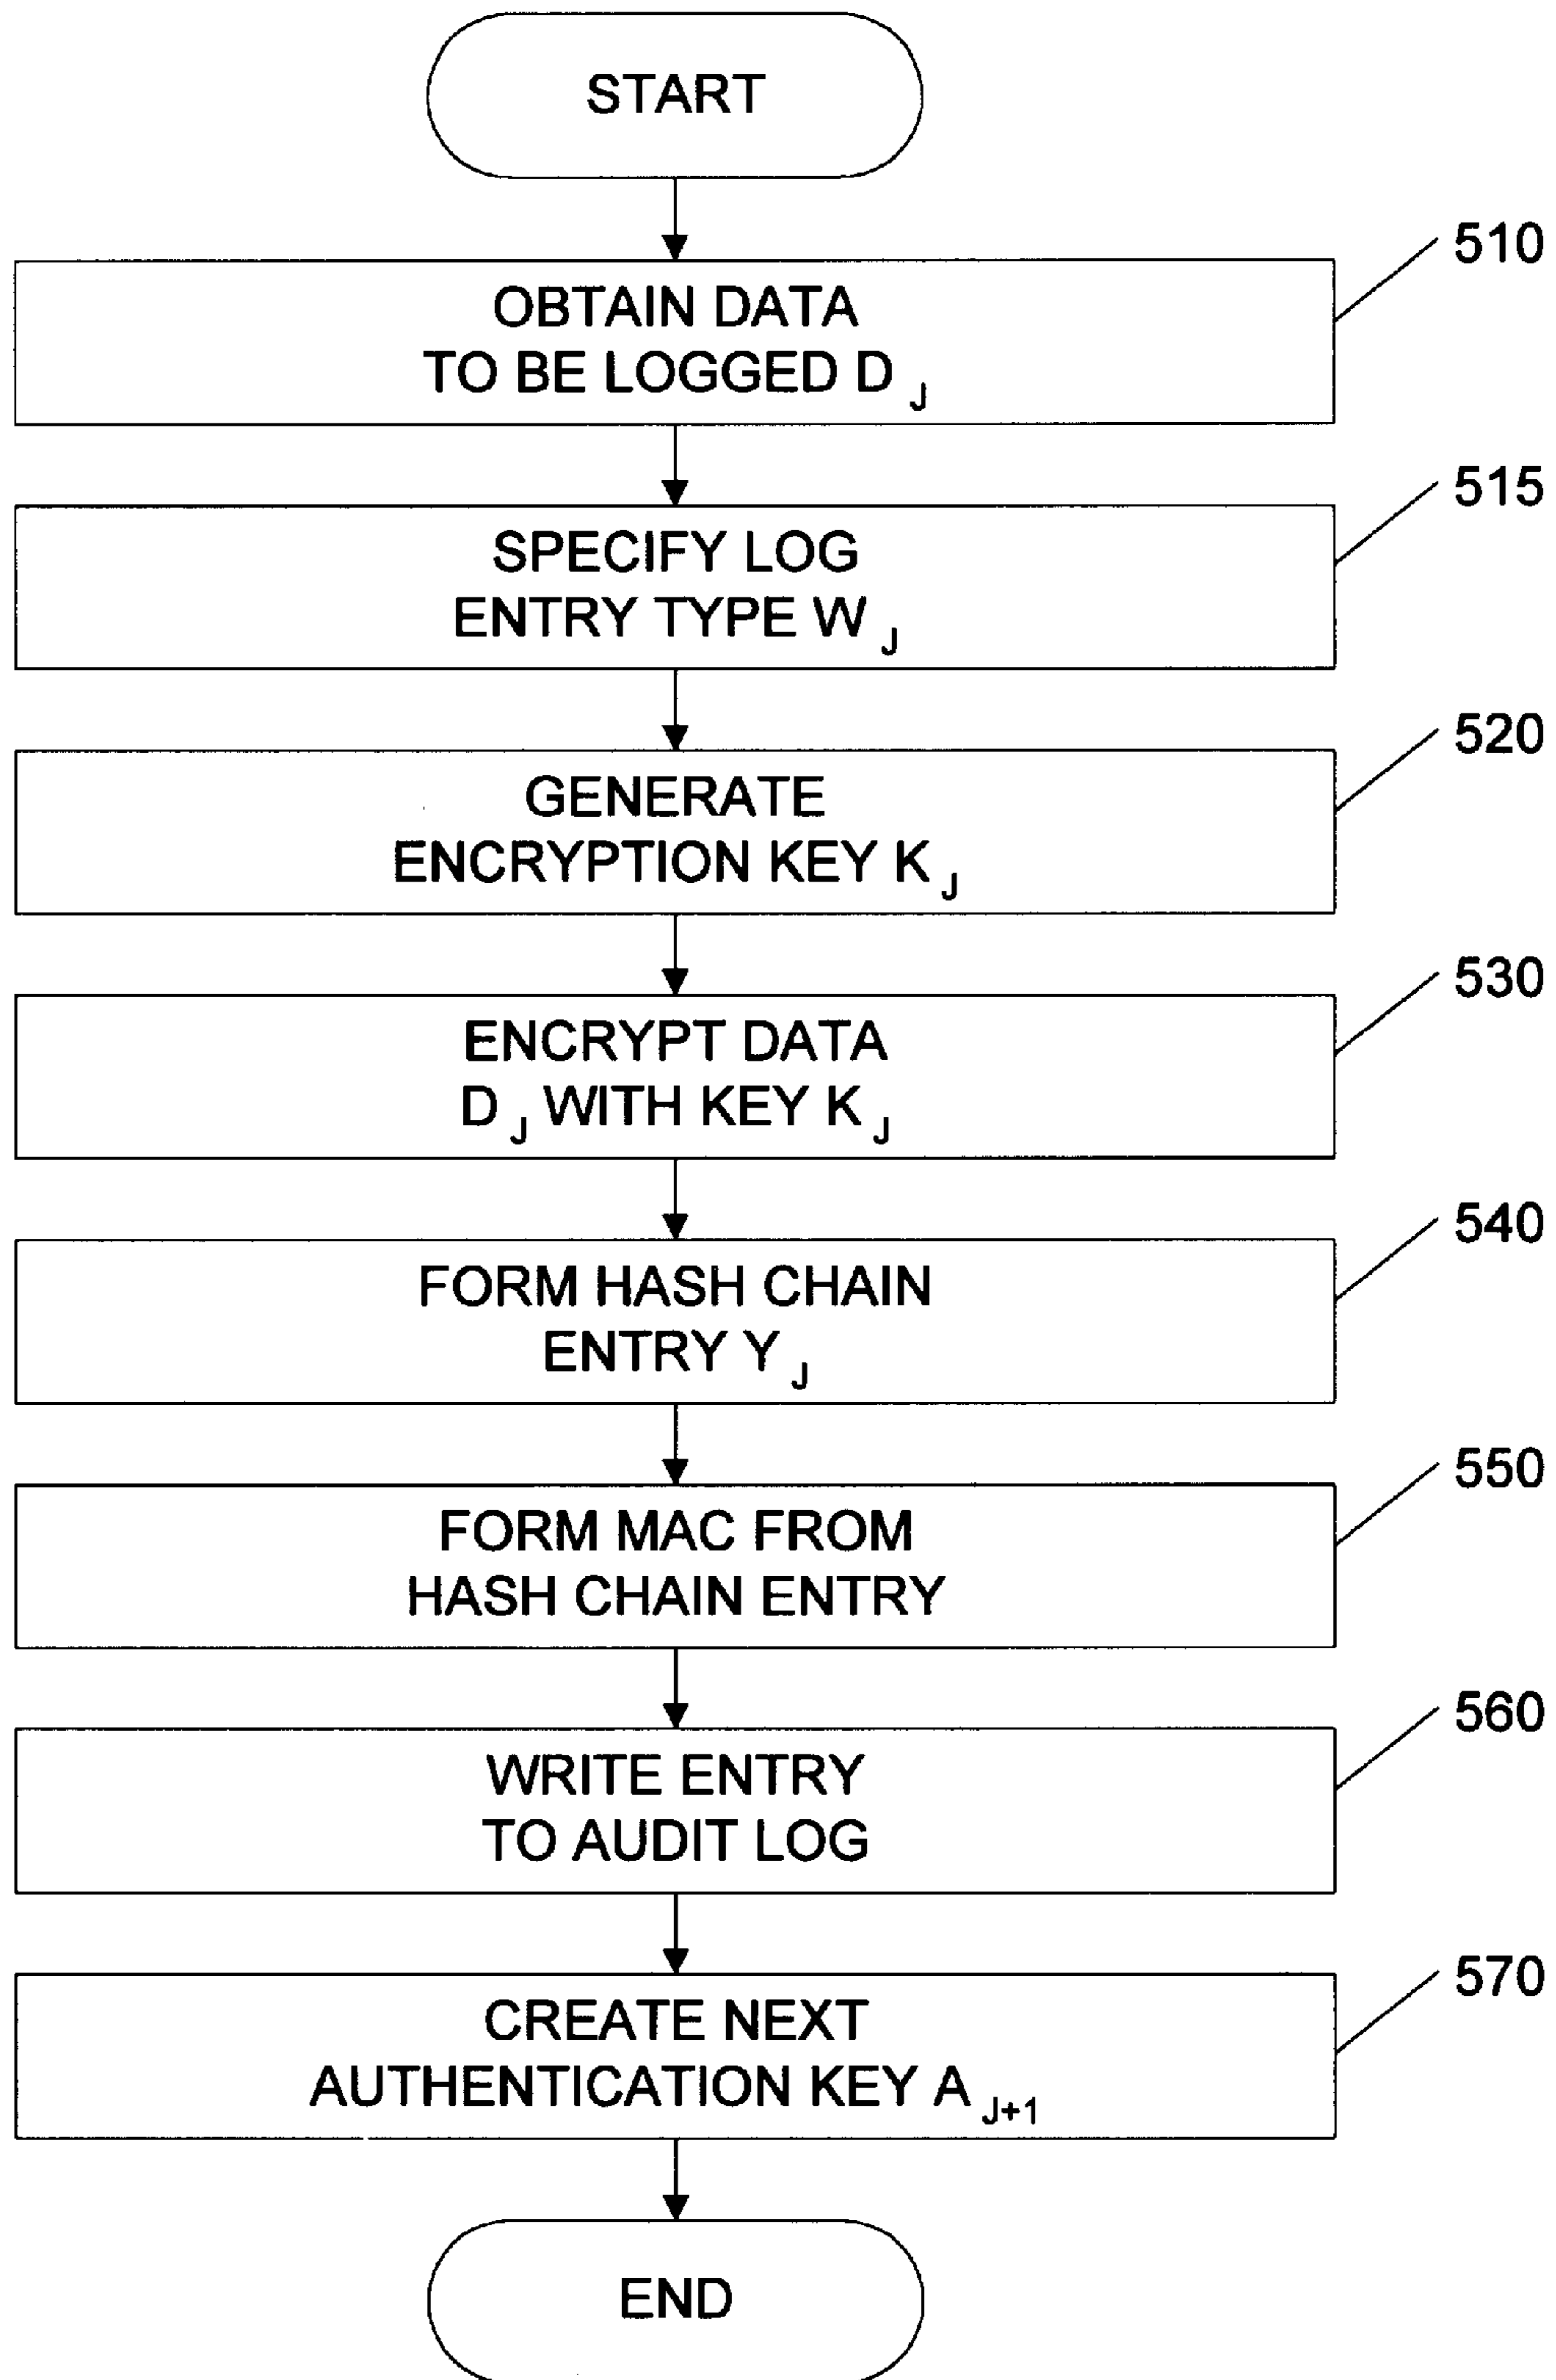 START
510
OBTAIN DATA
TO BE LOGGED D J
515
SPECIFY LOG
ENTRY TYPE W J
520
GENERATE
ENCRYPTION KEY K J
530
ENCRYPT DATA
D J WITH KEY K J
540
FORM HASH CHAIN
ENTRY Y J
550
FORM MAC FROM
HASH CHAIN ENTRY
560
WRITE ENTRY
TO AUDIT LOG
570
CREATE NEXT
AUTHENTICATION KEY A J+1
END